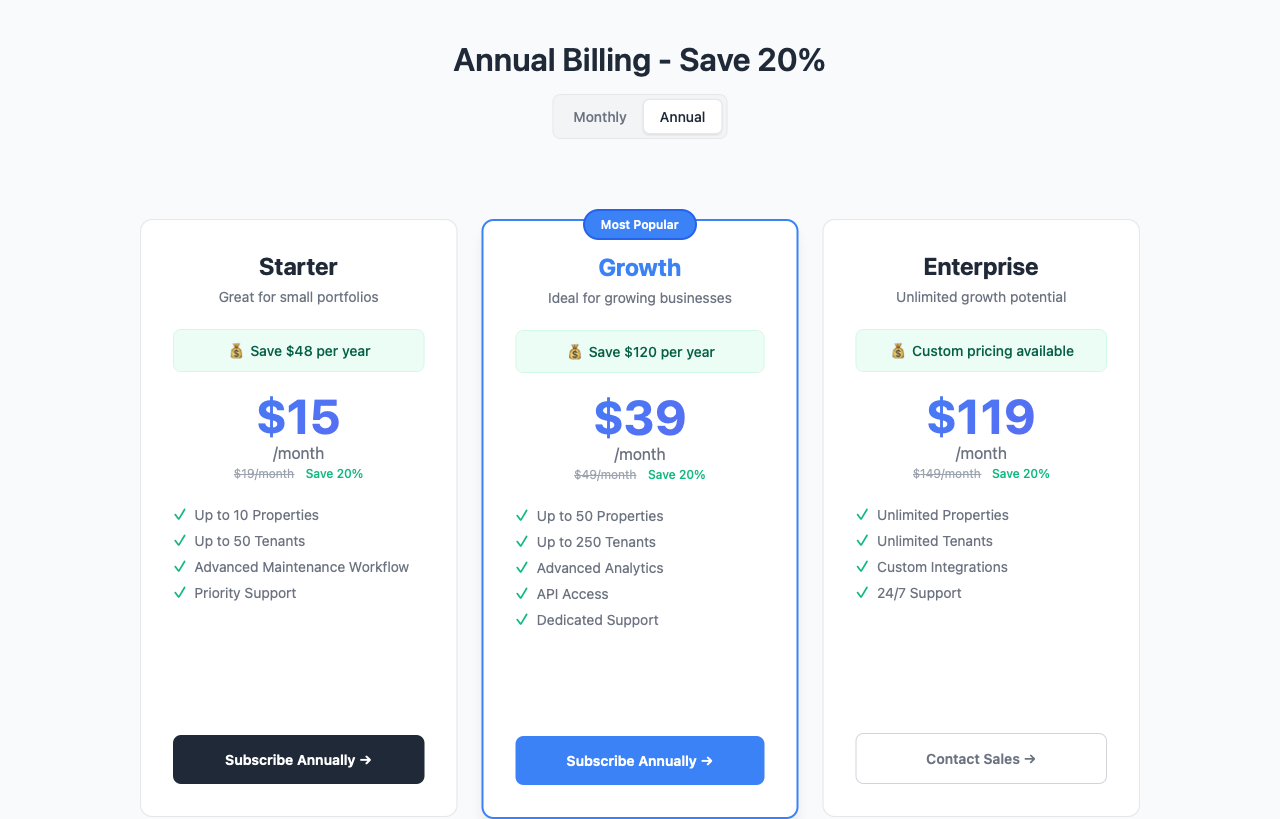 Annual Billing - Save 20%
Monthly
Annual
Starter
Great for small portfolios
💰 Save $48 per year
$15
/month
$19/month Save 20%
Up to 10 Properties
Up to 50 Tenants
Advanced Maintenance Workflow
Priority Support
Subscribe Annually →
Most Popular
Growth
Ideal for growing businesses
💰 Save $120 per year
$39
/month
$49/month Save 20%
Up to 50 Properties
Up to 250 Tenants
Advanced Analytics
API Access
Dedicated Support
Subscribe Annually →
Enterprise
Unlimited growth potential
💰 Custom pricing available
$119
/month
$149/month Save 20%
Unlimited Properties
Unlimited Tenants
Custom Integrations
24/7 Support
Contact Sales →